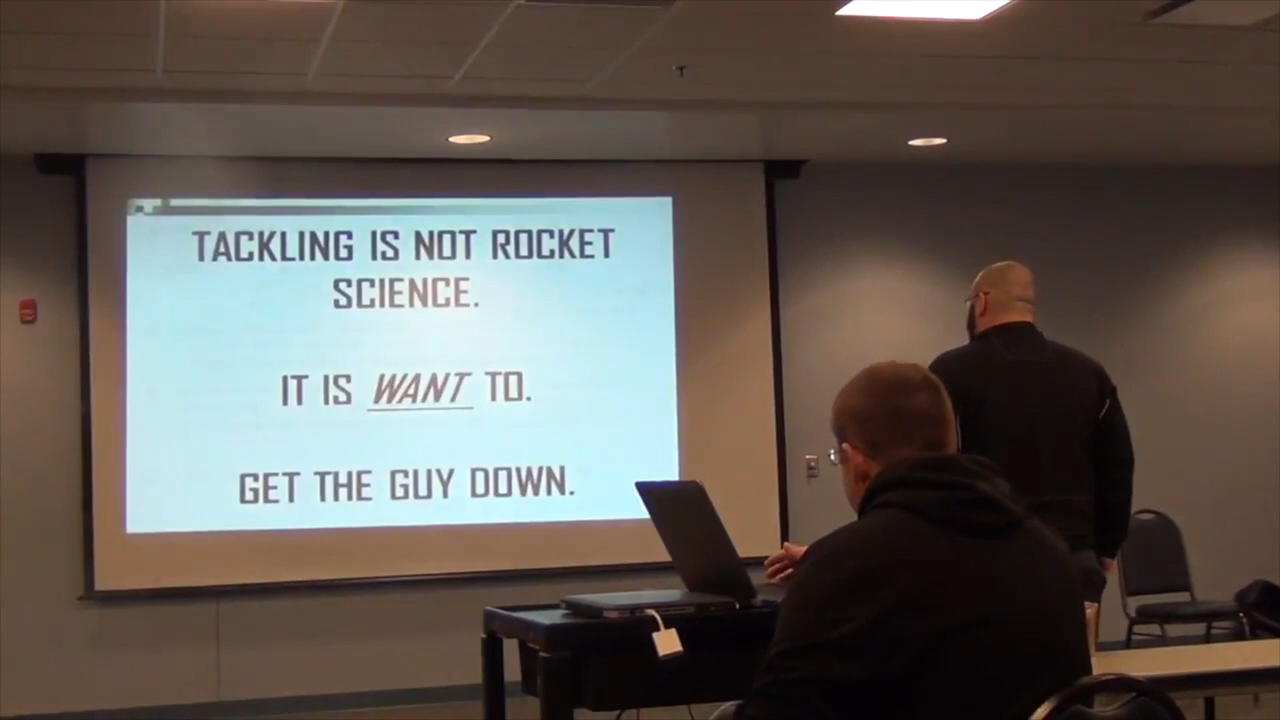 TACKLING IS NOT ROCKET
SCIENCE.
IT IS WANT TO.
GET THE GUY DOWN.